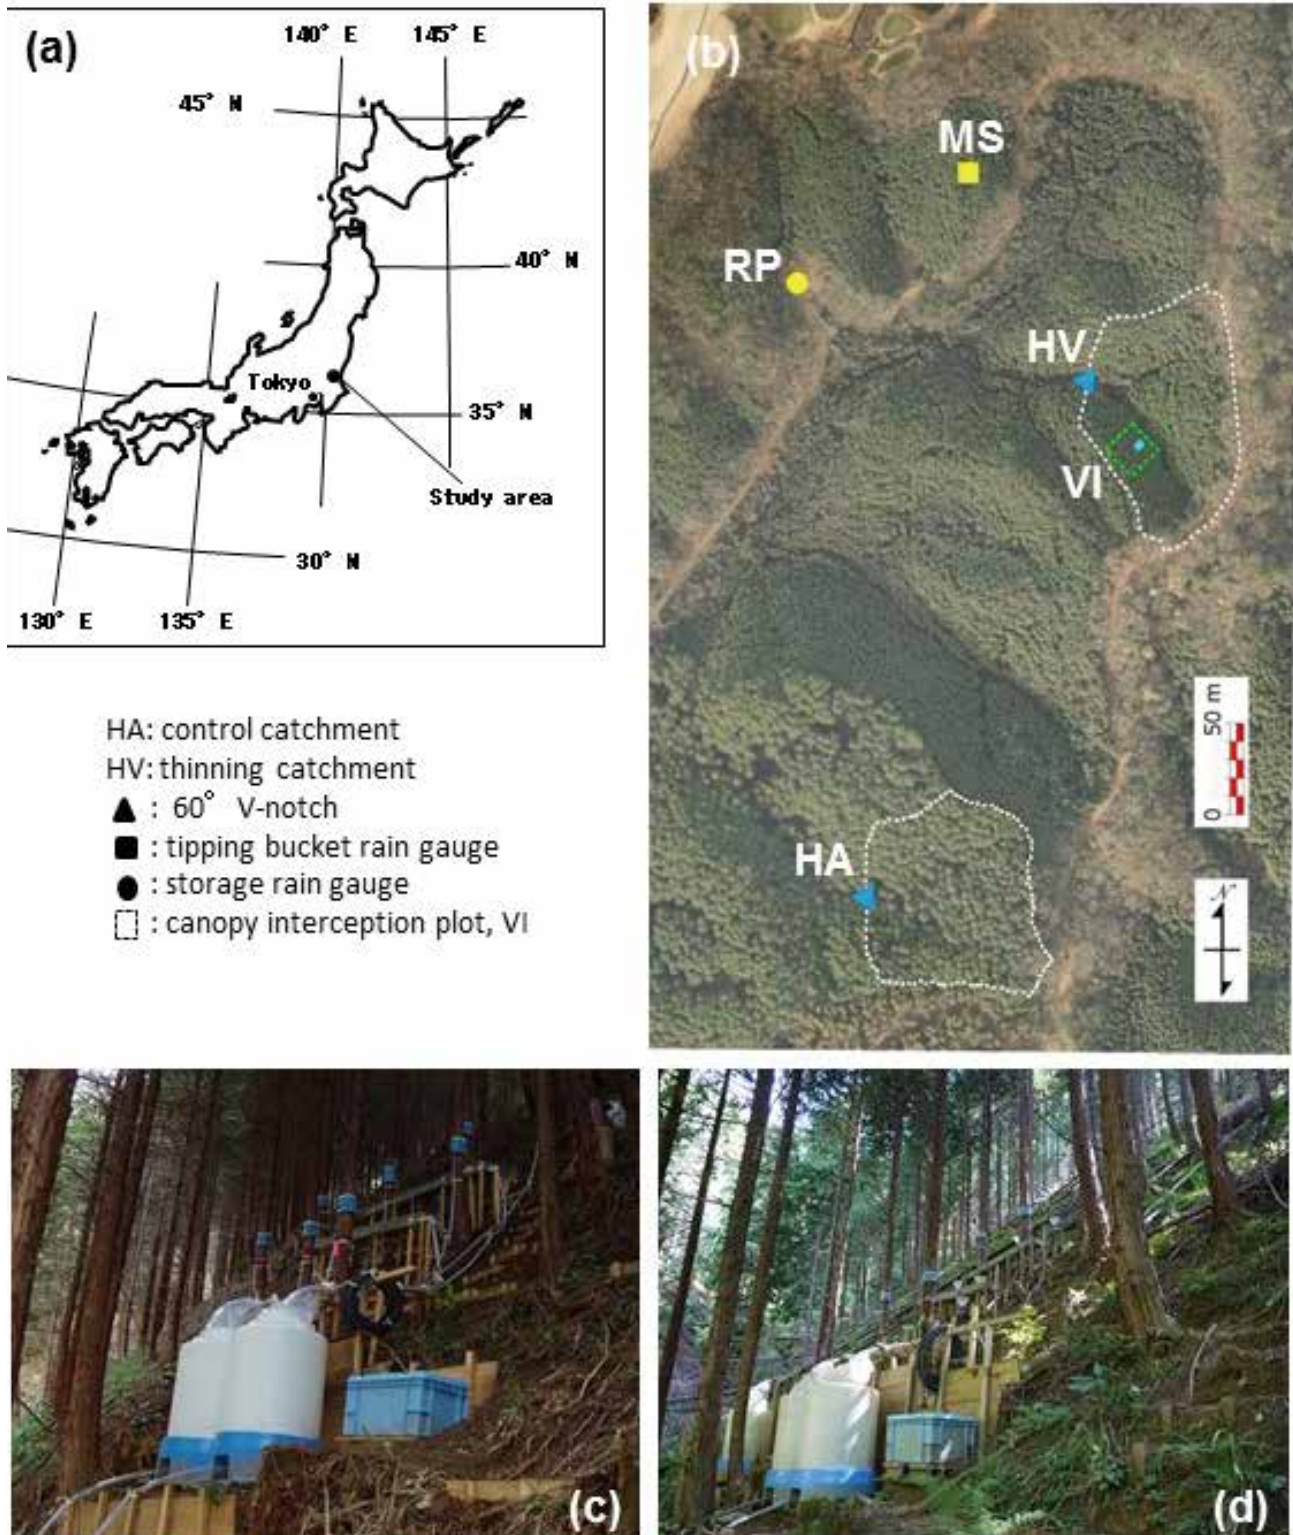 (a)
140° E
145° E
45° N
40° N
Tokyo
35° N
Study area
30° N
130° E
135° E
(b)
MS
RP
HV
VI
50 m
0
HA
N
HA: control catchment
HV: thinning catchment
▲ : 60° V-notch
■ : tipping bucket rain gauge
● : storage rain gauge
: canopy interception plot, VI
(c)
(d)